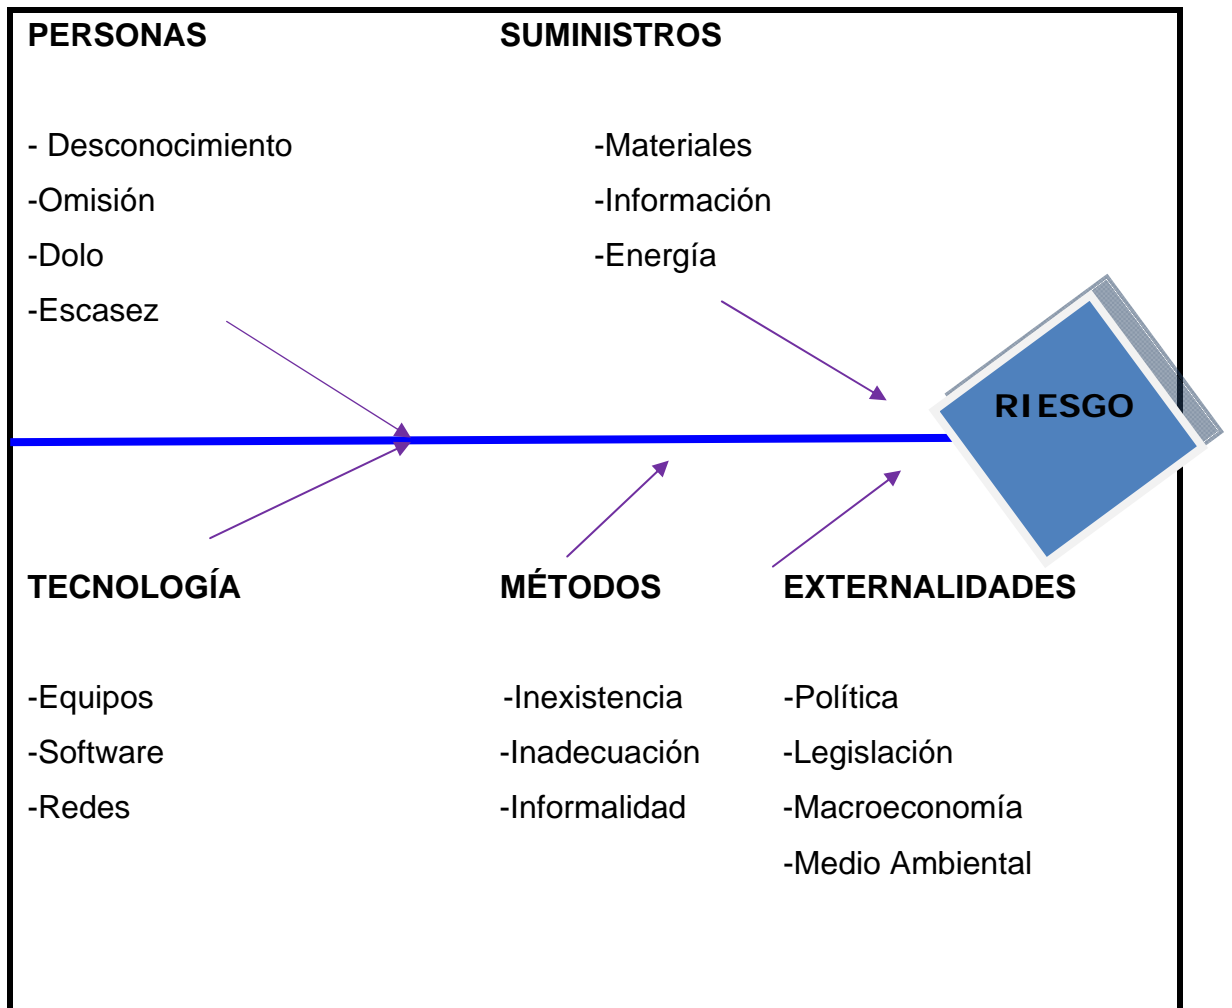 PERSONAS
- Desconocimiento
-Omisión
-Dolo
-Escasez
SUMINISTROS
-Materiales
-Información
-Energía
RIESGO
TECNOLOGÍA
-Equipos
-Software
-Redes
MÉTODOS
-Inexistencia
-Inadecuación
-Informalidad
EXTERNALIDADES
-Política
-Legislación
-Macroeconomía
-Medio Ambiental